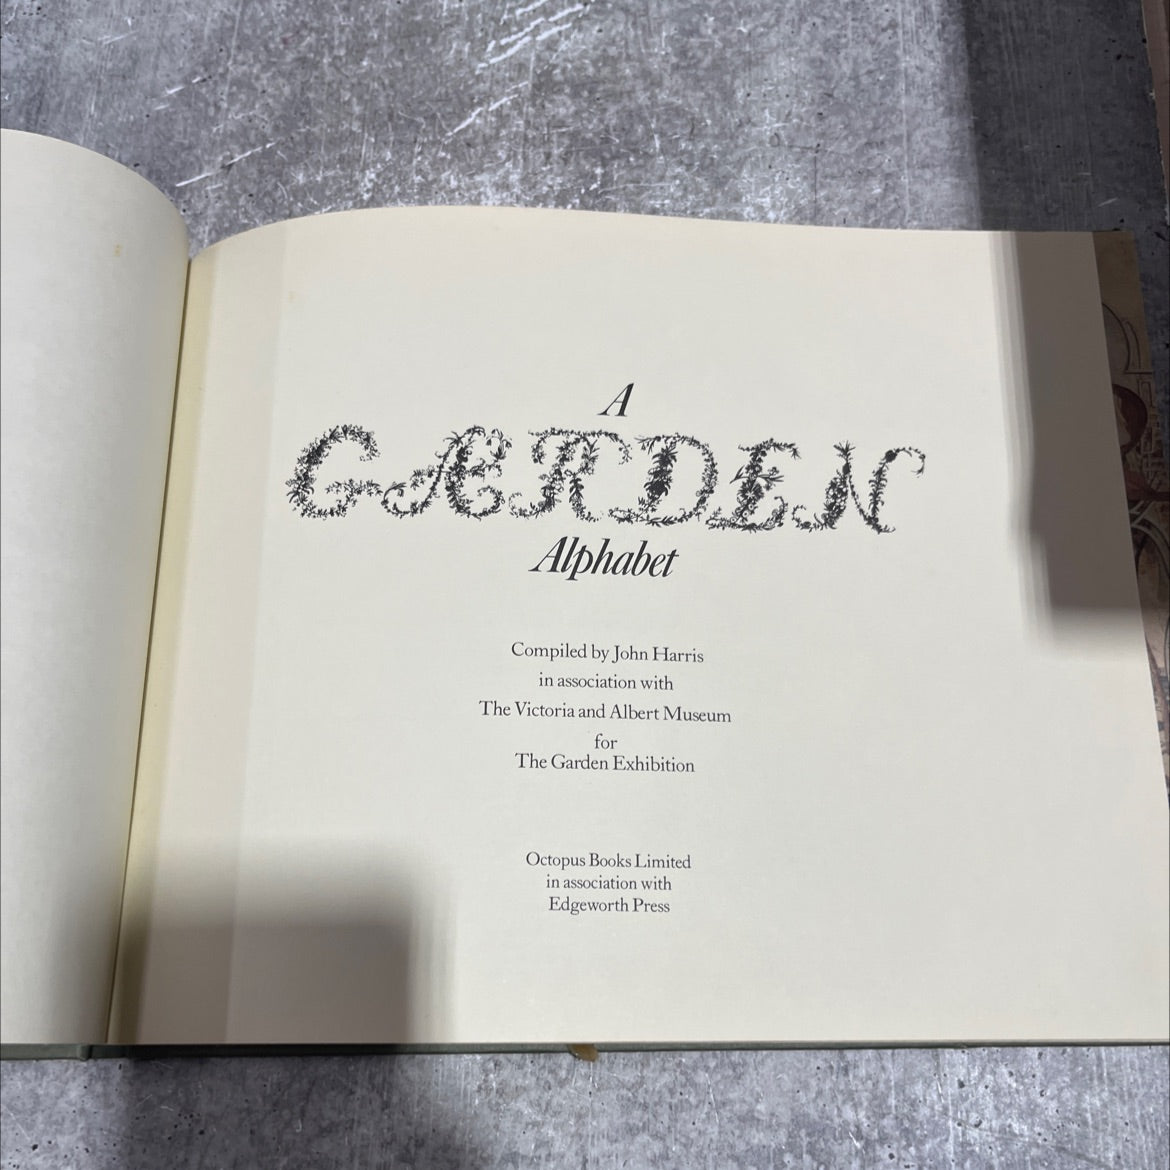 A
GARDEN
Alphabet
Compiled by John Harris
in association with
The Victoria and Albert Museum
for
The Garden Exhibition
Octopus Books Limited
in association with
Edgeworth Press